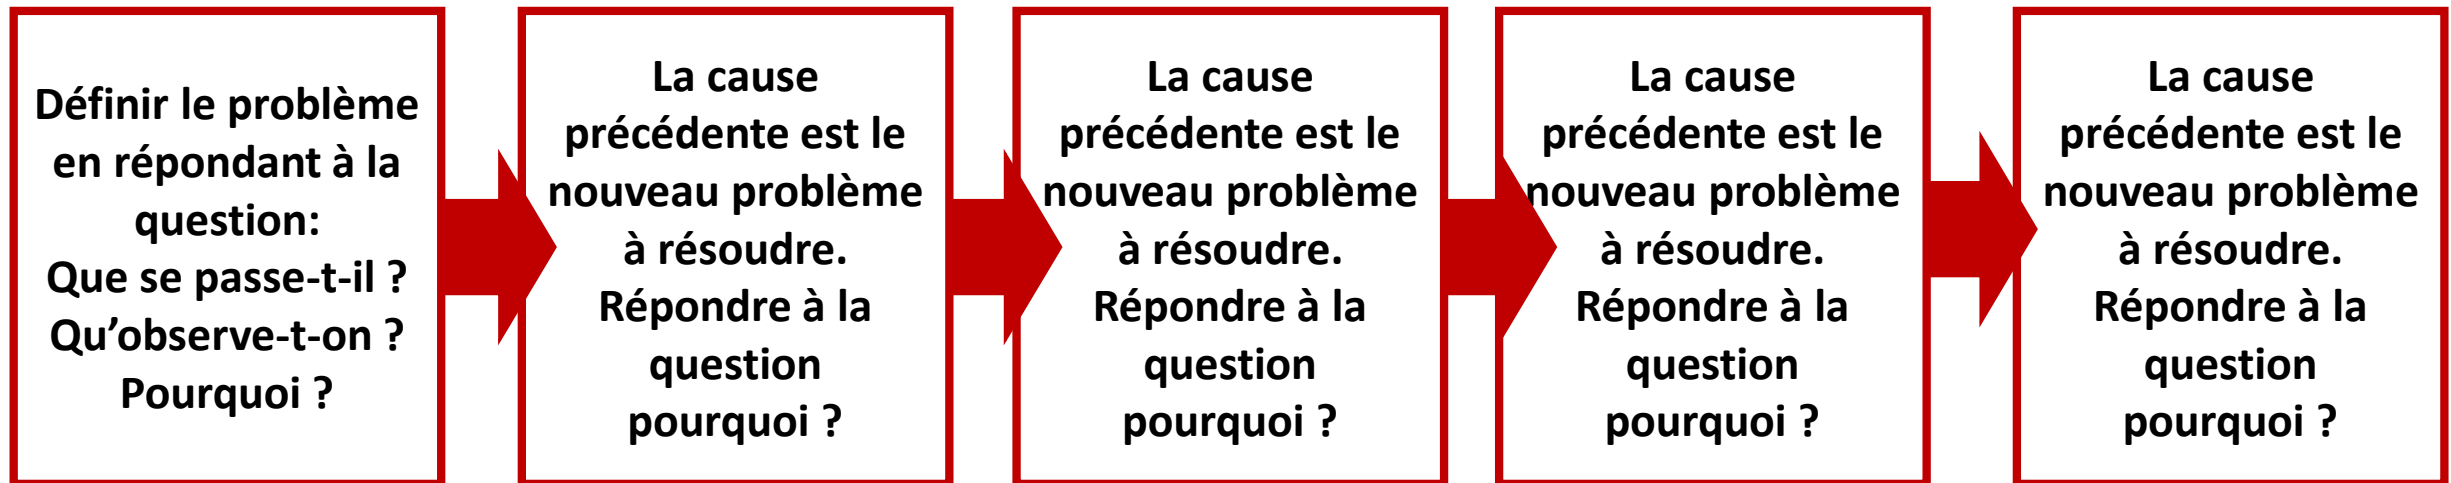 Définir le problème
en répondant à la
question:
Que se passe-t-il ?
Qu’observe-t-on ?
Pourquoi ?
La cause
précédente est le
nouveau problème
à résoudre.
Répondre à la
question
pourquoi ?
La cause
précédente est le
nouveau problème
à résoudre.
Répondre à la
question
pourquoi ?
La cause
précédente est le
nouveau problème
à résoudre.
Répondre à la
question
pourquoi ?
La cause
précédente est le
nouveau problème
à résoudre.
Répondre à la
question
pourquoi ?